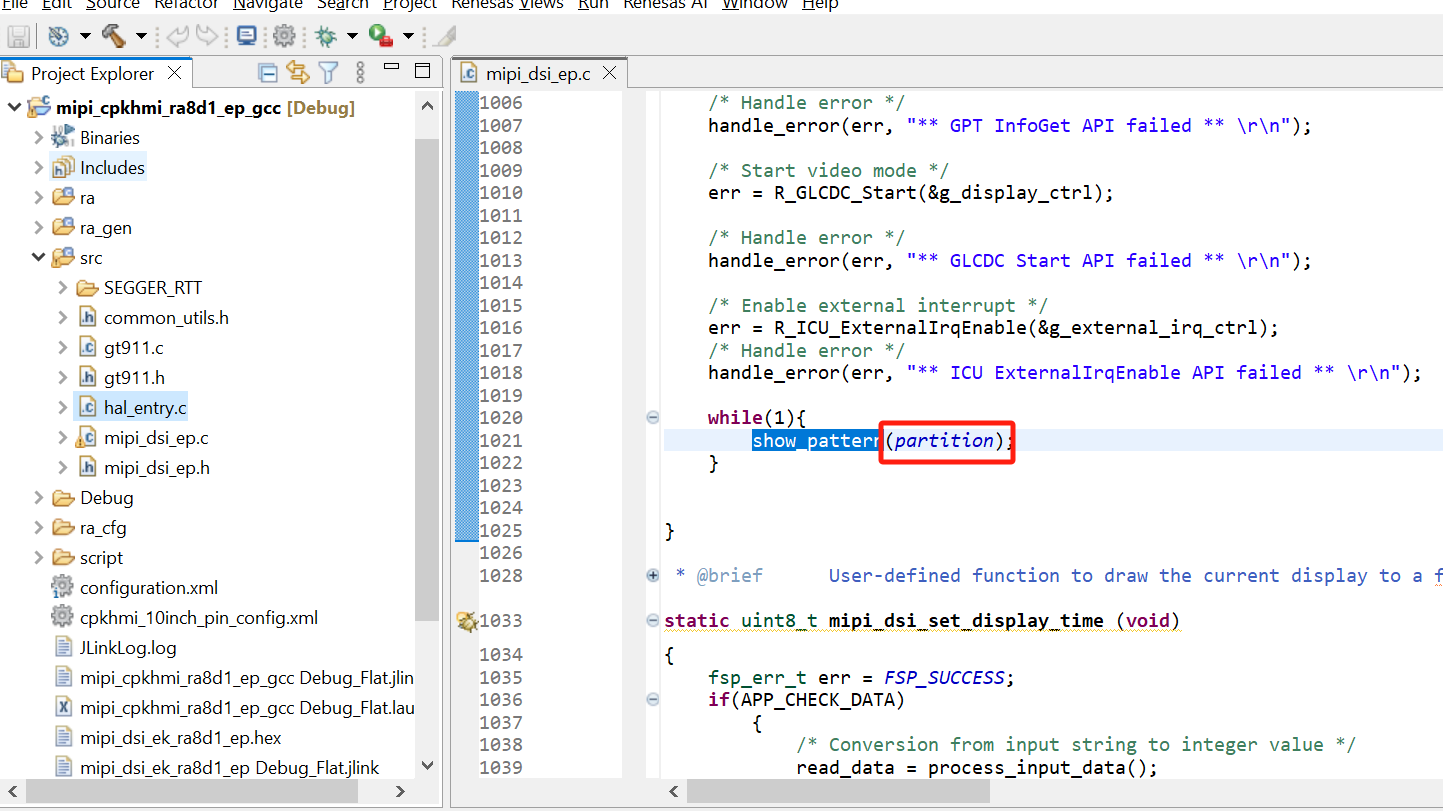 File Edit Source Refactor Navigate Search Project Renesas Views Run Renesas AI Window Help
Project Explorer
mipi_cpkhmi_ra8d1_ep_gcc [Debug]
Binaries
Includes
ra
ra_gen
src
SEGGER_RTT
common_utils.h
gt911.c
gt911.h
hal_entry.c
mipi_dsi_ep.c
mipi_dsi_ep.h
Debug
ra_cfg
script
configuration.xml
cpkhmi_10inch_pin_config.xml
JLinkLog.log
mipi_cpkhmi_ra8d1_ep_gcc Debug_Flat.jlin
mipi_cpkhmi_ra8d1_ep_gcc Debug_Flat.lau
mipi_dsi_ek_ra8d1_ep.hex
mipi_dsi_ek_ra8d1_ep Debug_Flat.jlink
mipi_dsi_ep.c
1006 /* Handle error */
1007 handle_error(err, "** GPT InfoGet API failed ** \r\n");
1008
1009 /* Start video mode */
1010 err = R_GLCDC_Start(&g_display_ctrl);
1011
1012 /* Handle error */
1013 handle_error(err, "** GLCDC Start API failed ** \r\n");
1014
1015 /* Enable external interrupt */
1016 err = R_ICU_ExternalIrqEnable(&g_external_irq_ctrl);
1017 /* Handle error */
1018 handle_error(err, "** ICU ExternalIrqEnable API failed ** \r\n");
1019
1020 while(1){
1021 show_pattern(partition);
1022 }
1023
1024
1025 }
1026
1028 * @brief User-defined function to draw the current display to a f
1033 static uint8_t mipi_dsi_set_display_time (void)
1034 {
1035 fsp_err_t err = FSP_SUCCESS;
1036 if(APP_CHECK_DATA)
1037 {
1038 /* Conversion from input string to integer value */
1039 read_data = process_input_data();